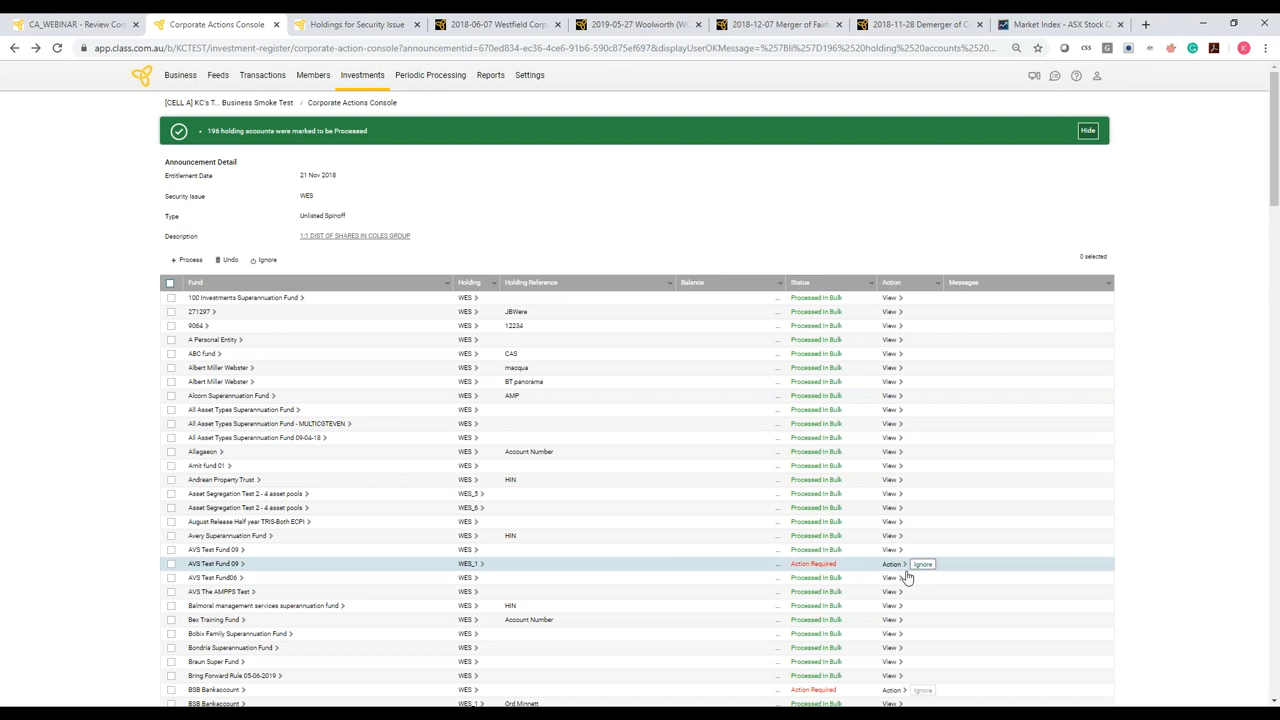 CA_WEBINAR - Review Corp
Corporate Actions Console
Holdings for Security Issue
2018-06-07 Westfield Corp
2019-05-27 Woolworth (WC
2018-12-07 Merger of Fairf
2018-11-28 Demerger of C
Market Index - ASX Stock
app.class.com.au/b/KCTEST/investment-register/corporate-action-console?announcementid=670ed834-ec36-4ce6-91b6-590c875ef697&displayUserOKMessage=%257Bli%257D196%2520holding%2520accounts%2520...
Business Feeds Transactions Members Investments Periodic Processing Reports Settings
[CELL A] KC's T... Business Smoke Test / Corporate Actions Console
196 holding accounts were marked to be Processed Hide
Announcement Detail
Entitlement Date 21 Nov 2018
Security Issue WES
Type Unlisted Spinoff
Description 1:1 DIST OF SHARES IN COLES GROUP
+ Process Undo Ignore 0 selected
Fund Holding Holding Reference Balance Status Action Messages
100 Investments Superannuation Fund WES ... Processed In Bulk View
271297 WES JBWere ... Processed In Bulk View
9064 WES 12234 ... Processed In Bulk View
A Personal Entity WES ... Processed In Bulk View
ABC fund WES CAS ... Processed In Bulk View
Albert Miller Webster WES macqua ... Processed In Bulk View
Albert Miller Webster WES BT panorama ... Processed In Bulk View
Alcorn Superannuation Fund WES AMP ... Processed In Bulk View
All Asset Types Superannuation Fund WES ... Processed In Bulk View
All Asset Types Superannuation Fund - MULTICGTEVEN WES ... Processed In Bulk View
All Asset Types Superannuation Fund 09-04-18 WES ... Processed In Bulk View
Allagaeon WES Account Number ... Processed In Bulk View
Amit fund 01 WES ... Processed In Bulk View
Andrean Property Trust WES HIN ... Processed In Bulk View
Asset Segregation Test 2 - 4 asset pools WES_5 ... Processed In Bulk View
Asset Segregation Test 2 - 4 asset pools WES_6 ... Processed In Bulk View
August Release Half year TRIS-Both ECPI WES ... Processed In Bulk View
Avery Superannuation Fund WES HIN ... Processed In Bulk View
AVS Test Fund 09 WES ... Processed In Bulk View
AVS Test Fund 09 WES_1 ... Action Required Action Ignore
AVS Test Fund06 WES ... Processed In Bulk View
AVS The AMPPS Test WES ... Processed In Bulk View
Balmoral management services superannuation fund WES HIN ... Processed In Bulk View
Bex Training Fund WES Account Number ... Processed In Bulk View
Bobix Family Superannuation Fund WES ... Processed In Bulk View
Bondria Superannuation Fund WES ... Processed In Bulk View
Braun Super Fund WES ... Processed In Bulk View
Bring Forward Rule 05-06-2019 WES ... Processed In Bulk View
BSB Bankaccount WES ... Action Required Action Ignore
BSB Bankaccount WES_1 Ord Minnett ... Processed In Bulk View